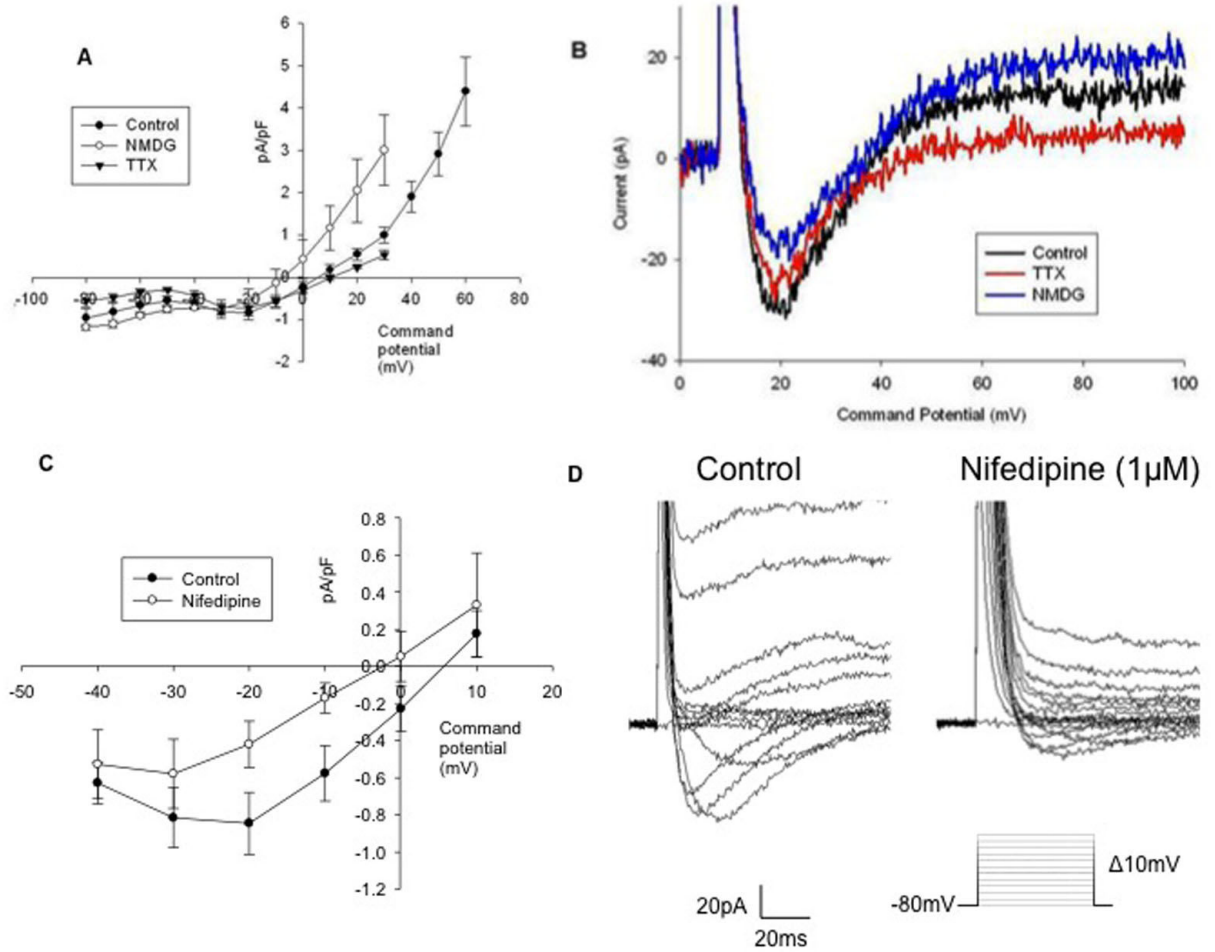 A
Control
NMDG
TTX
pA/pF
6
5
4
3
2
1
0
-1
-2
-100
0
20
40
60
80
Command
potential
(mV)
B
Current (pA)
20
0
-20
-40
Control
TTX
NMDG
0
20
40
60
80
100
Command Potential (mV)
C
Control
Nifedipine
pA/pF
0.8
0.6
0.4
0.2
0.0
-0.2
-0.4
-0.6
-0.8
-1.0
-1.2
-50
-40
-30
-20
-10
0
10
20
Command
potential
(mV)
D
Control
Nifedipine (1µM)
20pA
20ms
-80mV
Δ10mV